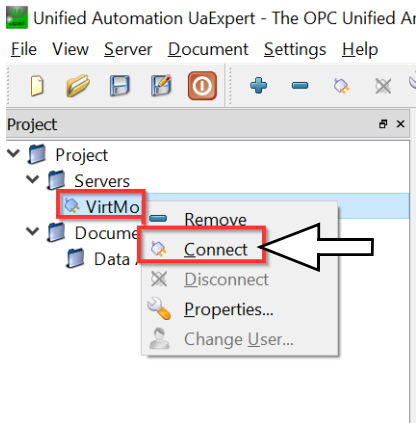 Unified Automation UaExpert - The OPC Unified
File View Server Document Settings Help
Project
Project
Servers
VirtMo
Remove
Docume
Connect
Data
Disconnect
Properties...
Change User...